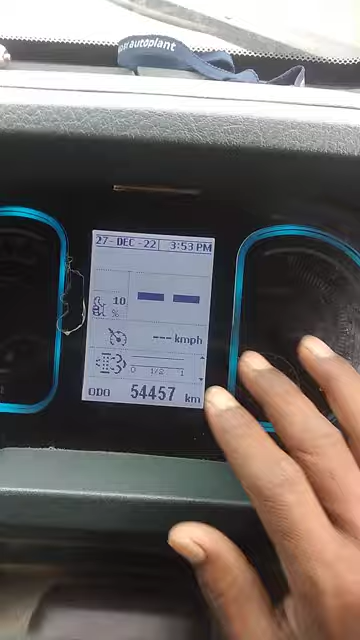 autoplant
27-DEC-22 3:53 PM
10
%
--- kmph
0 1/2 1
ODO 54457 km